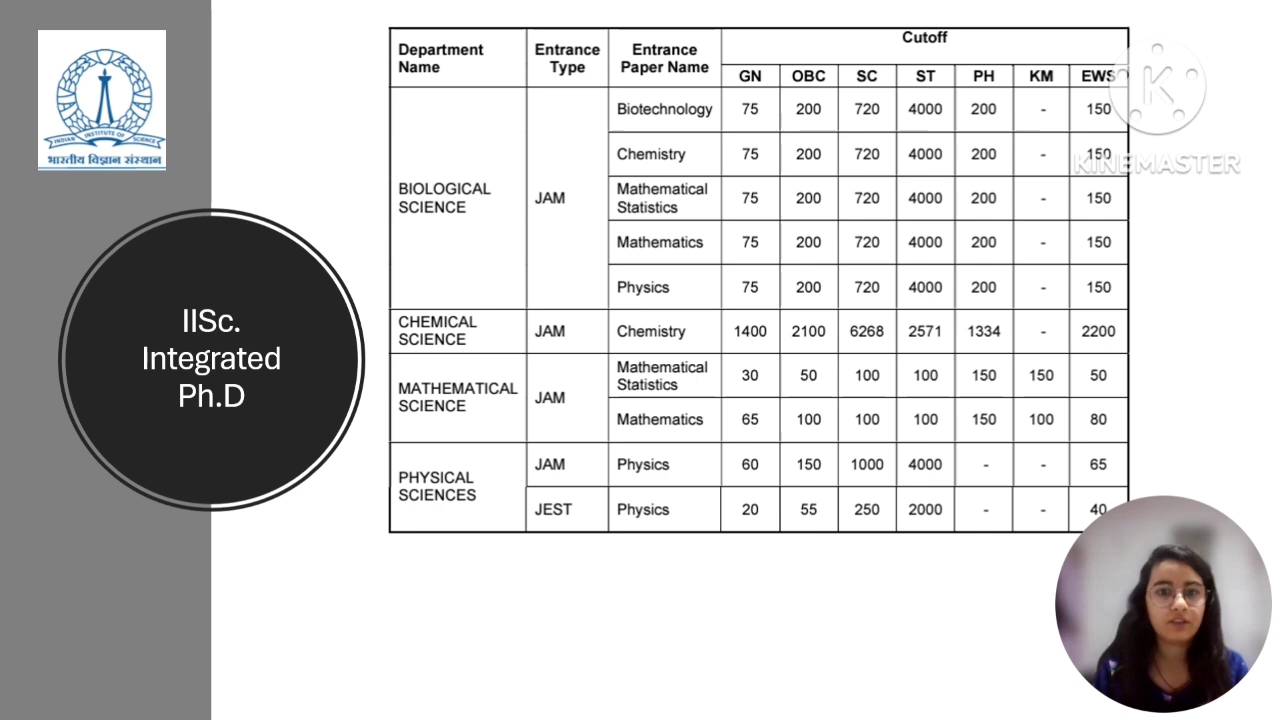 INDIAN INSTITUTE OF SCIENCE
भारतीय विज्ञान संस्थान
IISc.
Integrated
Ph.D
Department
Name
Entrance
Type
Entrance
Paper Name
Cutoff
GN OBC SC ST PH KM EWS
BIOLOGICAL
SCIENCE
JAM
Biotechnology 75 200 720 4000 200 - 150
Chemistry 75 200 720 4000 200 - 150
Mathematical
Statistics 75 200 720 4000 200 - 150
Mathematics 75 200 720 4000 200 - 150
Physics 75 200 720 4000 200 - 150
CHEMICAL
SCIENCE
JAM
Chemistry 1400 2100 6268 2571 1334 - 2200
MATHEMATICAL
SCIENCE
JAM
Mathematical
Statistics 30 50 100 100 150 150 50
Mathematics 65 100 100 100 150 100 80
PHYSICAL
SCIENCES
JAM Physics 60 150 1000 4000 - - 65
JEST Physics 20 55 250 2000 - - 40
K
KINEMASTER